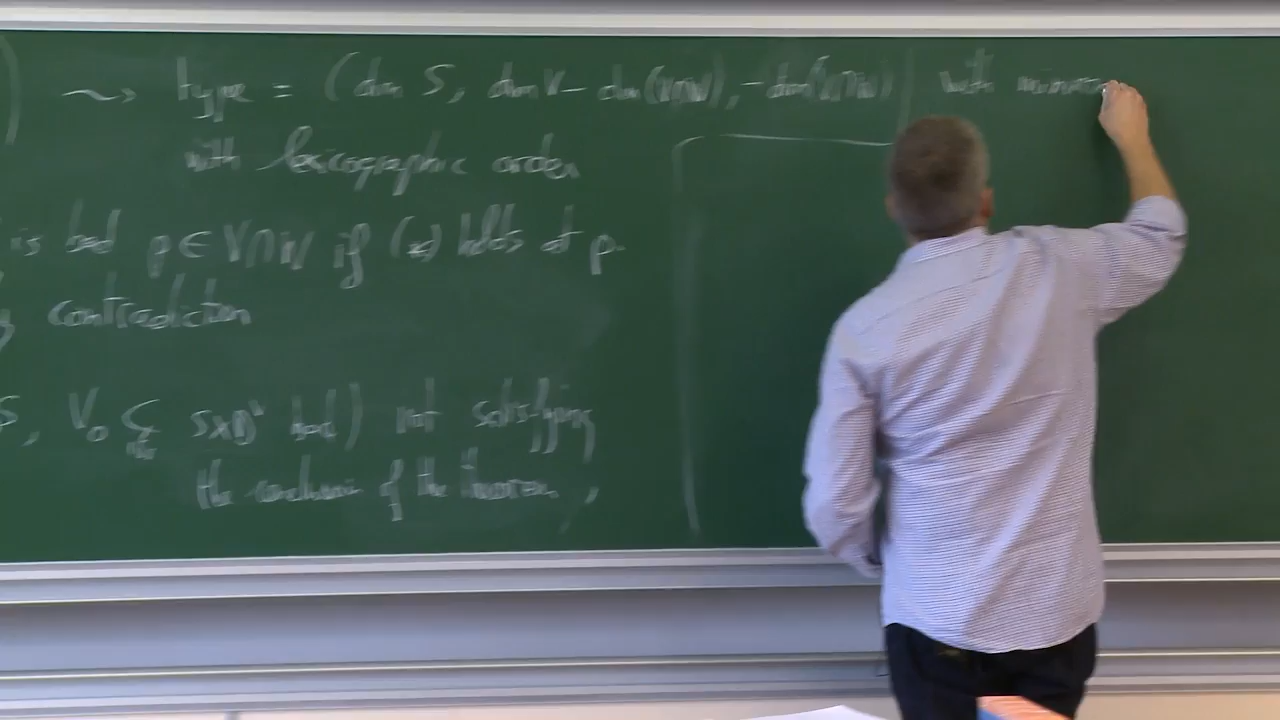 ⇝ type = (dim S, dim V - dim(V∩W), -dim(V∩W))
with lexicographic order
is bad p ∈ V∩W if (*) holds at p.
contradiction
S, V₀ ⊊ S×D bad) not satisfying
the conclusion of the theorem,
with minimal